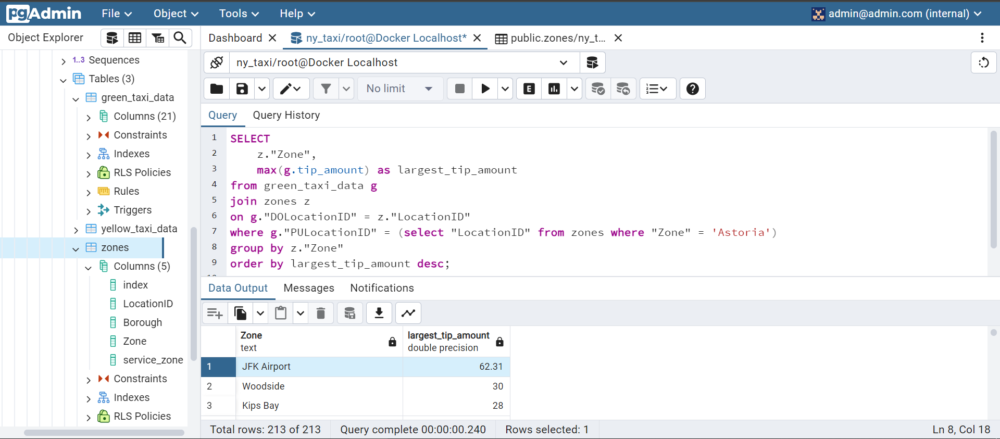 pgAdmin File Object Tools Help admin@admin.com (internal)
Object Explorer
Dashboard ny_taxi/root@Docker Localhost* public.zones/ny_t...
1..3 Sequences
Tables (3)
green_taxi_data
Columns (21)
Constraints
Indexes
RLS Policies
Rules
Triggers
yellow_taxi_data
zones
Columns (5)
index
LocationID
Borough
Zone
service_zone
Constraints
Indexes
RLS Policies
ny_taxi/root@Docker Localhost
No limit E
Query Query History
1 SELECT
2 z."Zone",
3 max(g.tip_amount) as largest_tip_amount
4 from green_taxi_data g
5 join zones z
6 on g."DOLocationID" = z."LocationID"
7 where g."PULocationID" = (select "LocationID" from zones where "Zone" = 'Astoria')
8 group by z."Zone"
9 order by largest_tip_amount desc;
Data Output Messages Notifications
Zone largest_tip_amount
text double precision
1 JFK Airport 62.31
2 Woodside 30
3 Kips Bay 28
Total rows: 213 of 213 Query complete 00:00:00.240 Rows selected: 1 Ln 8, Col 18